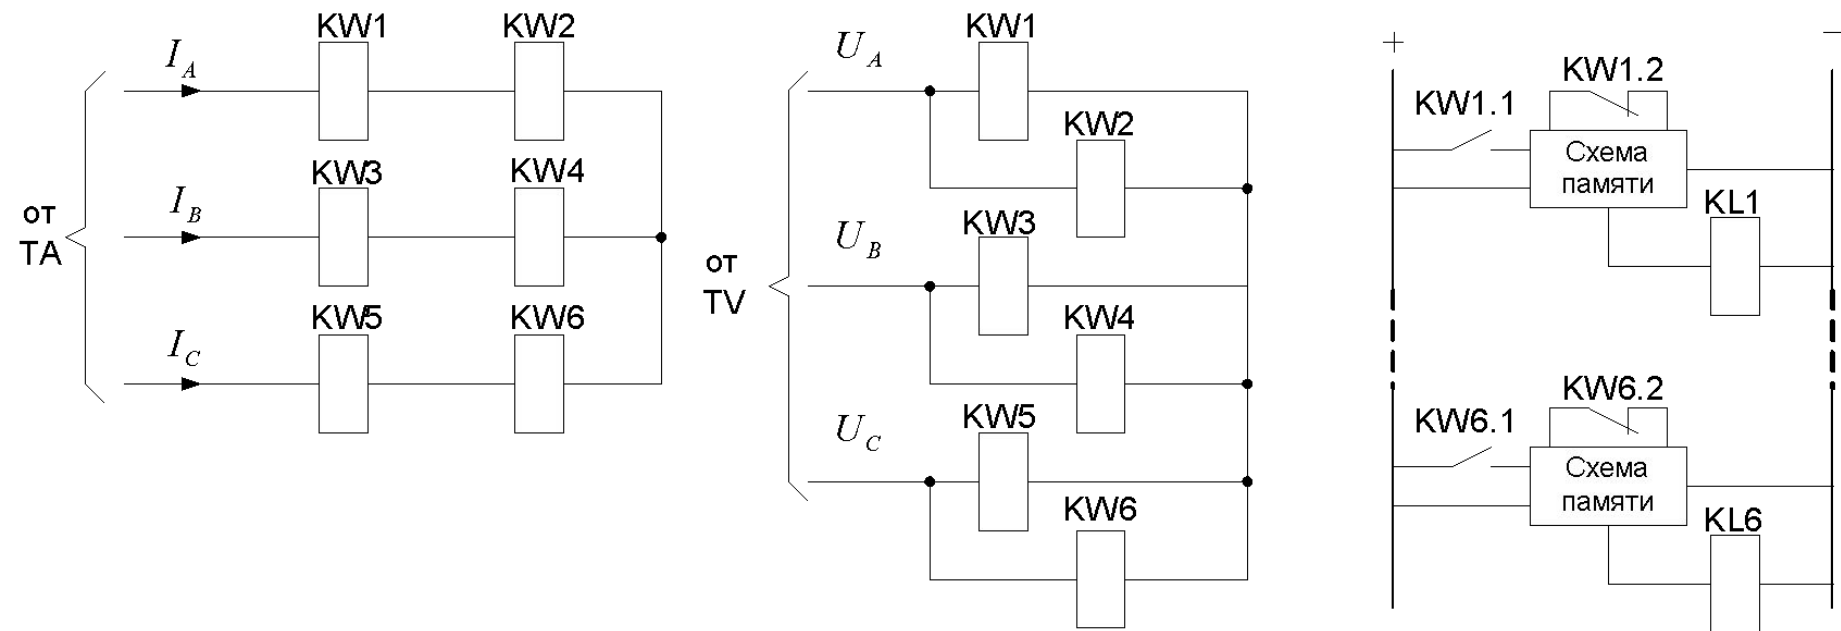 от
TA
I_A
I_B
I_C
KW1
KW2
KW3
KW4
KW5
KW6
от
TV
U_A
U_B
U_C
KW1
KW2
KW3
KW4
KW5
KW6
+
−
KW1.1
KW1.2
Схема
памяти
KL1
KW6.1
KW6.2
Схема
памяти
KL6